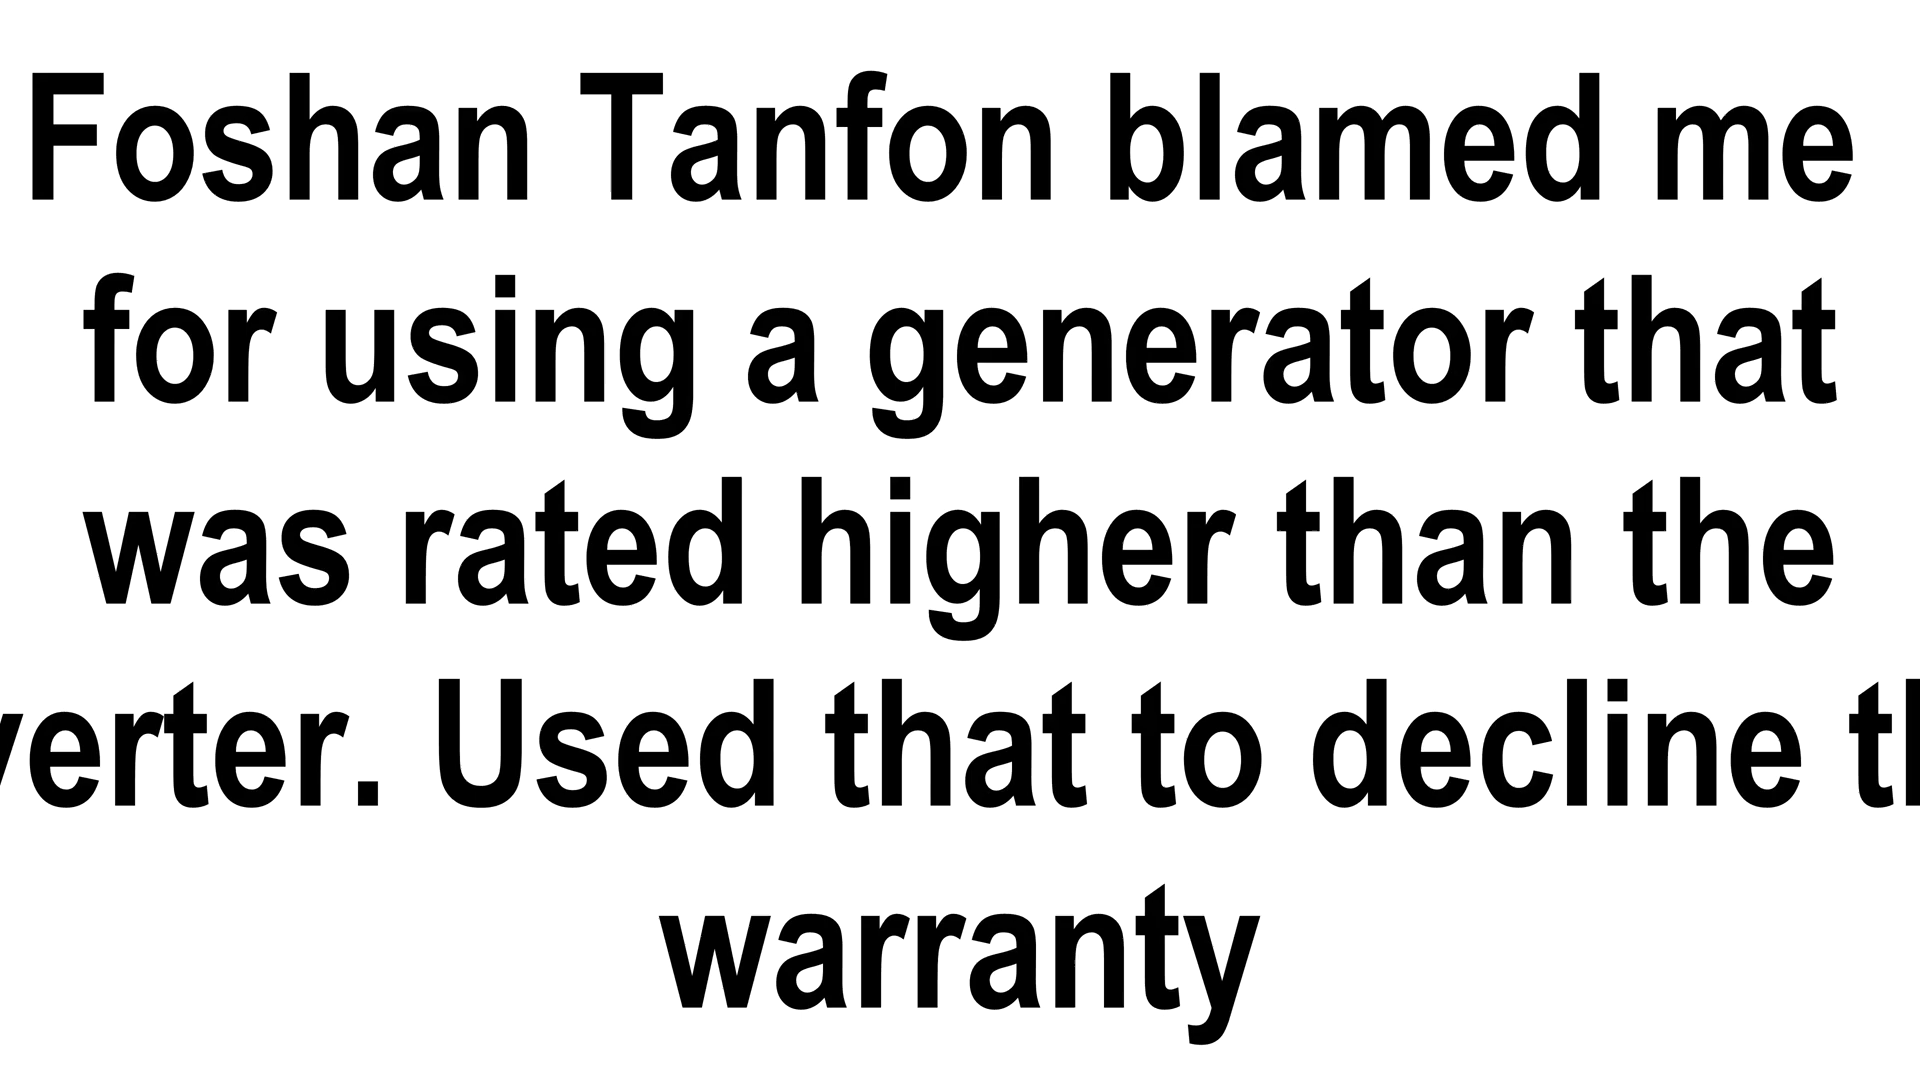 Foshan Tanfon blamed me
for using a generator that
was rated higher than the
verter. Used that to decline th
warranty